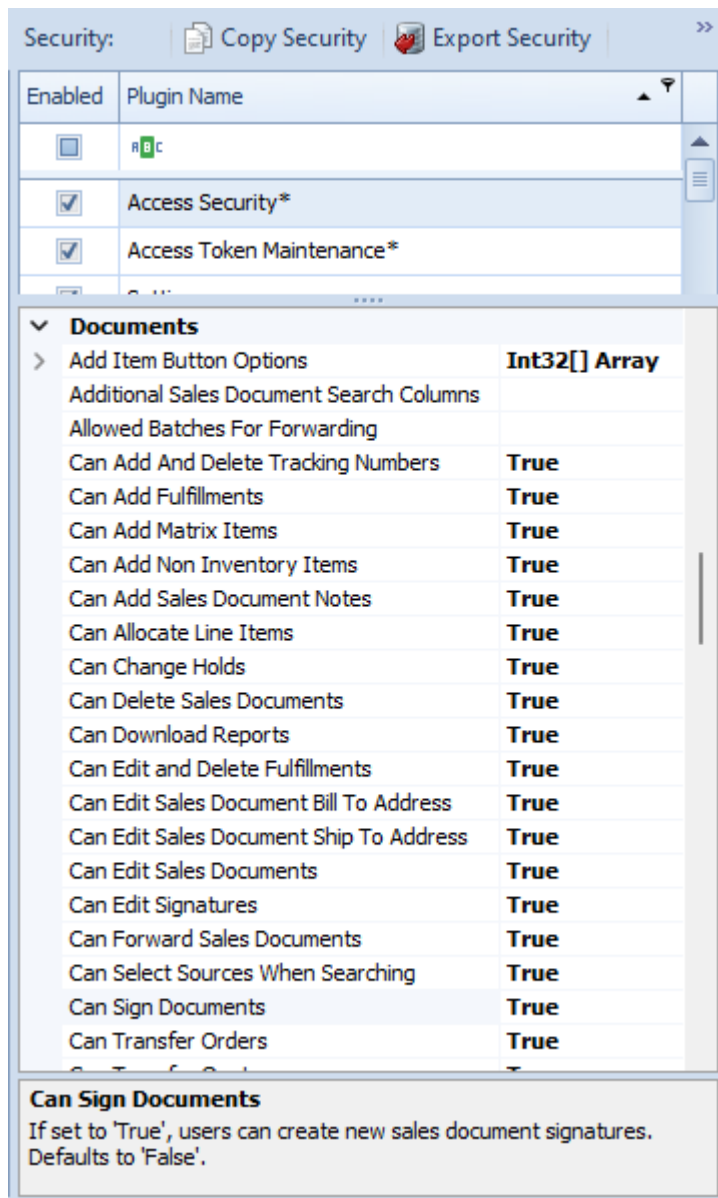 Security: Copy Security Export Security »
Enabled Plugin Name
ABC
Access Security*
Access Token Maintenance*
Documents
Add Item Button Options Int32[] Array
Additional Sales Document Search Columns
Allowed Batches For Forwarding
Can Add And Delete Tracking Numbers True
Can Add Fulfillments True
Can Add Matrix Items True
Can Add Non Inventory Items True
Can Add Sales Document Notes True
Can Allocate Line Items True
Can Change Holds True
Can Delete Sales Documents True
Can Download Reports True
Can Edit and Delete Fulfillments True
Can Edit Sales Document Bill To Address True
Can Edit Sales Document Ship To Address True
Can Edit Sales Documents True
Can Edit Signatures True
Can Forward Sales Documents True
Can Select Sources When Searching True
Can Sign Documents True
Can Transfer Orders True
Can Sign Documents
If set to 'True', users can create new sales document signatures.
Defaults to 'False'.